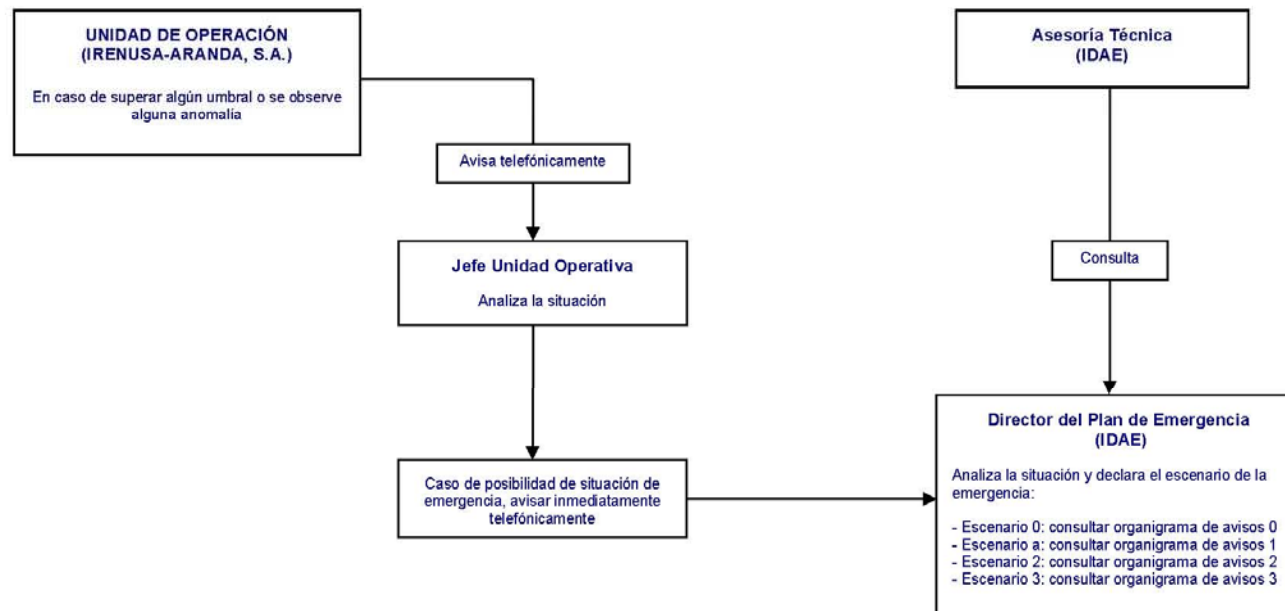 UNIDAD DE OPERACIÓN
(IRENUSA-ARANDA, S.A.)
En caso de superar algún umbral o se observe
alguna anomalía
Asesoría Técnica
(IDAE)
Avisa telefónicamente
Consulta
Jefe Unidad Operativa
Analiza la situación
Caso de posibilidad de situación de
emergencia, avisar inmediatamente
telefónicamente
Director del Plan de Emergencia
(IDAE)
Analiza la situación y declara el escenario de la
emergencia:
- Escenario 0: consultar organigrama de avisos 0
- Escenario a: consultar organigrama de avisos 1
- Escenario 2: consultar organigrama de avisos 2
- Escenario 3: consultar organigrama de avisos 3